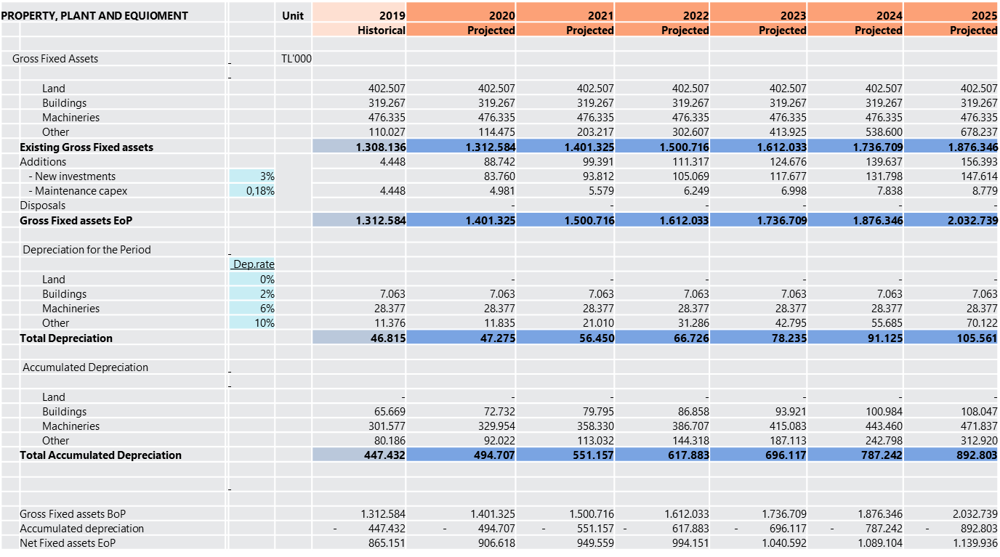 PROPERTY, PLANT AND EQUIOMENT Unit 2019 2020 2021 2022 2023 2024 2025
Historical Projected Projected Projected Projected Projected Projected
Gross Fixed Assets TL'000
Land 402.507 402.507 402.507 402.507 402.507 402.507 402.507
Buildings 319.267 319.267 319.267 319.267 319.267 319.267 319.267
Machineries 476.335 476.335 476.335 476.335 476.335 476.335 476.335
Other 110.027 114.475 203.217 302.607 413.925 538.600 678.237
Existing Gross Fixed assets 1.308.136 1.312.584 1.401.325 1.500.716 1.612.033 1.736.709 1.876.346
Additions 4.448 88.742 99.391 111.317 124.676 139.637 156.393
- New investments 3% 83.760 93.812 105.069 117.677 131.798 147.614
- Maintenance capex 0,18% 4.448 4.981 5.579 6.249 6.998 7.838 8.779
Disposals - - - - - -
Gross Fixed assets EoP 1.312.584 1.401.325 1.500.716 1.612.033 1.736.709 1.876.346 2.032.739
Depreciation for the Period
Dep.rate
Land 0% - - - - - -
Buildings 2% 7.063 7.063 7.063 7.063 7.063 7.063 7.063
Machineries 6% 28.377 28.377 28.377 28.377 28.377 28.377 28.377
Other 10% 11.376 11.835 21.010 31.286 42.795 55.685 70.122
Total Depreciation 46.815 47.275 56.450 66.726 78.235 91.125 105.561
Accumulated Depreciation
Land - - - - - - -
Buildings 65.669 72.732 79.795 86.858 93.921 100.984 108.047
Machineries 301.577 329.954 358.330 386.707 415.083 443.460 471.837
Other 80.186 92.022 113.032 144.318 187.113 242.798 312.920
Total Accumulated Depreciation 447.432 494.707 551.157 617.883 696.117 787.242 892.803
Gross Fixed assets BoP 1.312.584 1.401.325 1.500.716 1.612.033 1.736.709 1.876.346 2.032.739
Accumulated depreciation - 447.432 - 494.707 - 551.157 - 617.883 - 696.117 - 787.242 - 892.803
Net Fixed assets EoP 865.151 906.618 949.559 994.151 1.040.592 1.089.104 1.139.936